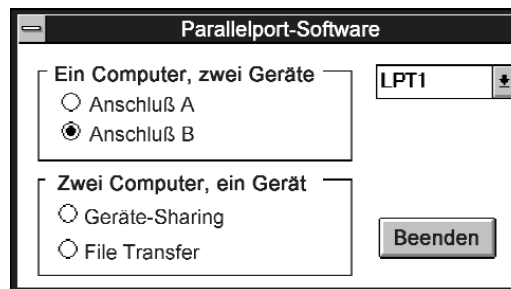 Parallelport-Software
Ein Computer, zwei Geräte
LPT1
Anschluß A
Anschluß B
Zwei Computer, ein Gerät
Geräte-Sharing
File Transfer
Beenden